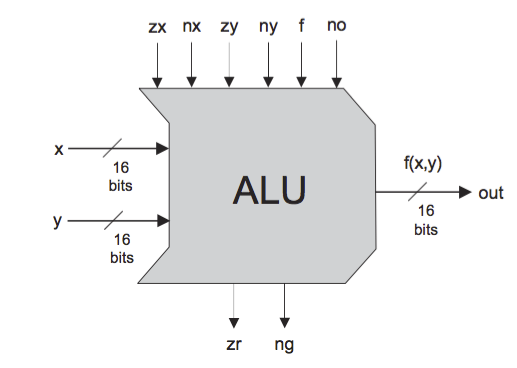 zx nx zy ny f no
x
16
bits
y
16
bits
ALU
f(x,y)
out
16
bits
zr ng